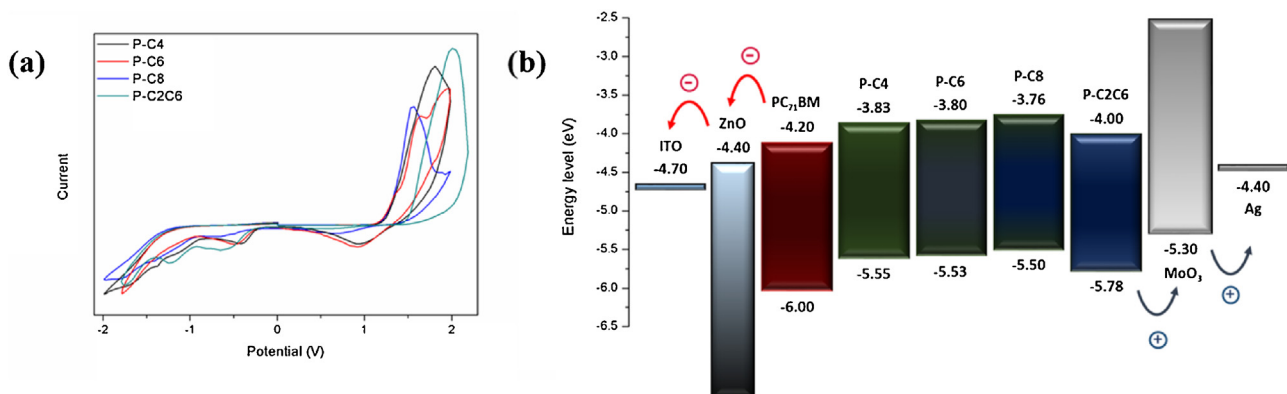 (a)
P-C4
P-C6
P-C8
P-C2C6
Current
-2
-1
0
1
2
Potential (V)
(b)
-2.5
-3.0
-3.5
-4.0
-4.5
-5.0
-5.5
-6.0
-6.5
Energy level (eV)
ITO
-4.70
ZnO
-4.40
PC₇₁BM
-4.20
-6.00
P-C4
-3.83
-5.55
P-C6
-3.80
-5.53
P-C8
-3.76
-5.50
P-C2C6
-4.00
-5.78
-5.30
MoO₃
-4.40
Ag